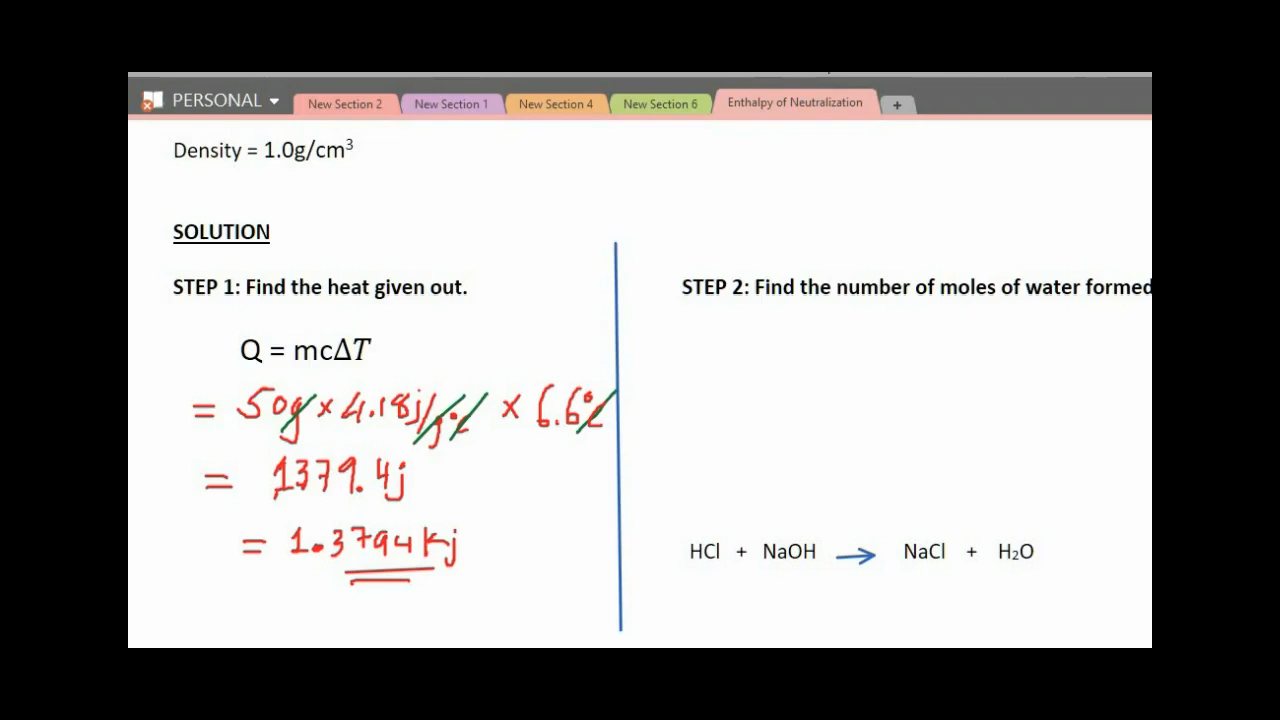 PERSONAL
New Section 2
New Section 1
New Section 4
New Section 6
Enthalpy of Neutralization
+
Density = 1.0g/cm³
SOLUTION
STEP 1: Find the heat given out.
Q = mcΔT
= 50g × 4.18j/g°c × 6.6°c
= 1379.4j
= 1.3794kj
STEP 2: Find the number of moles of water formed
HCl + NaOH → NaCl + H₂O